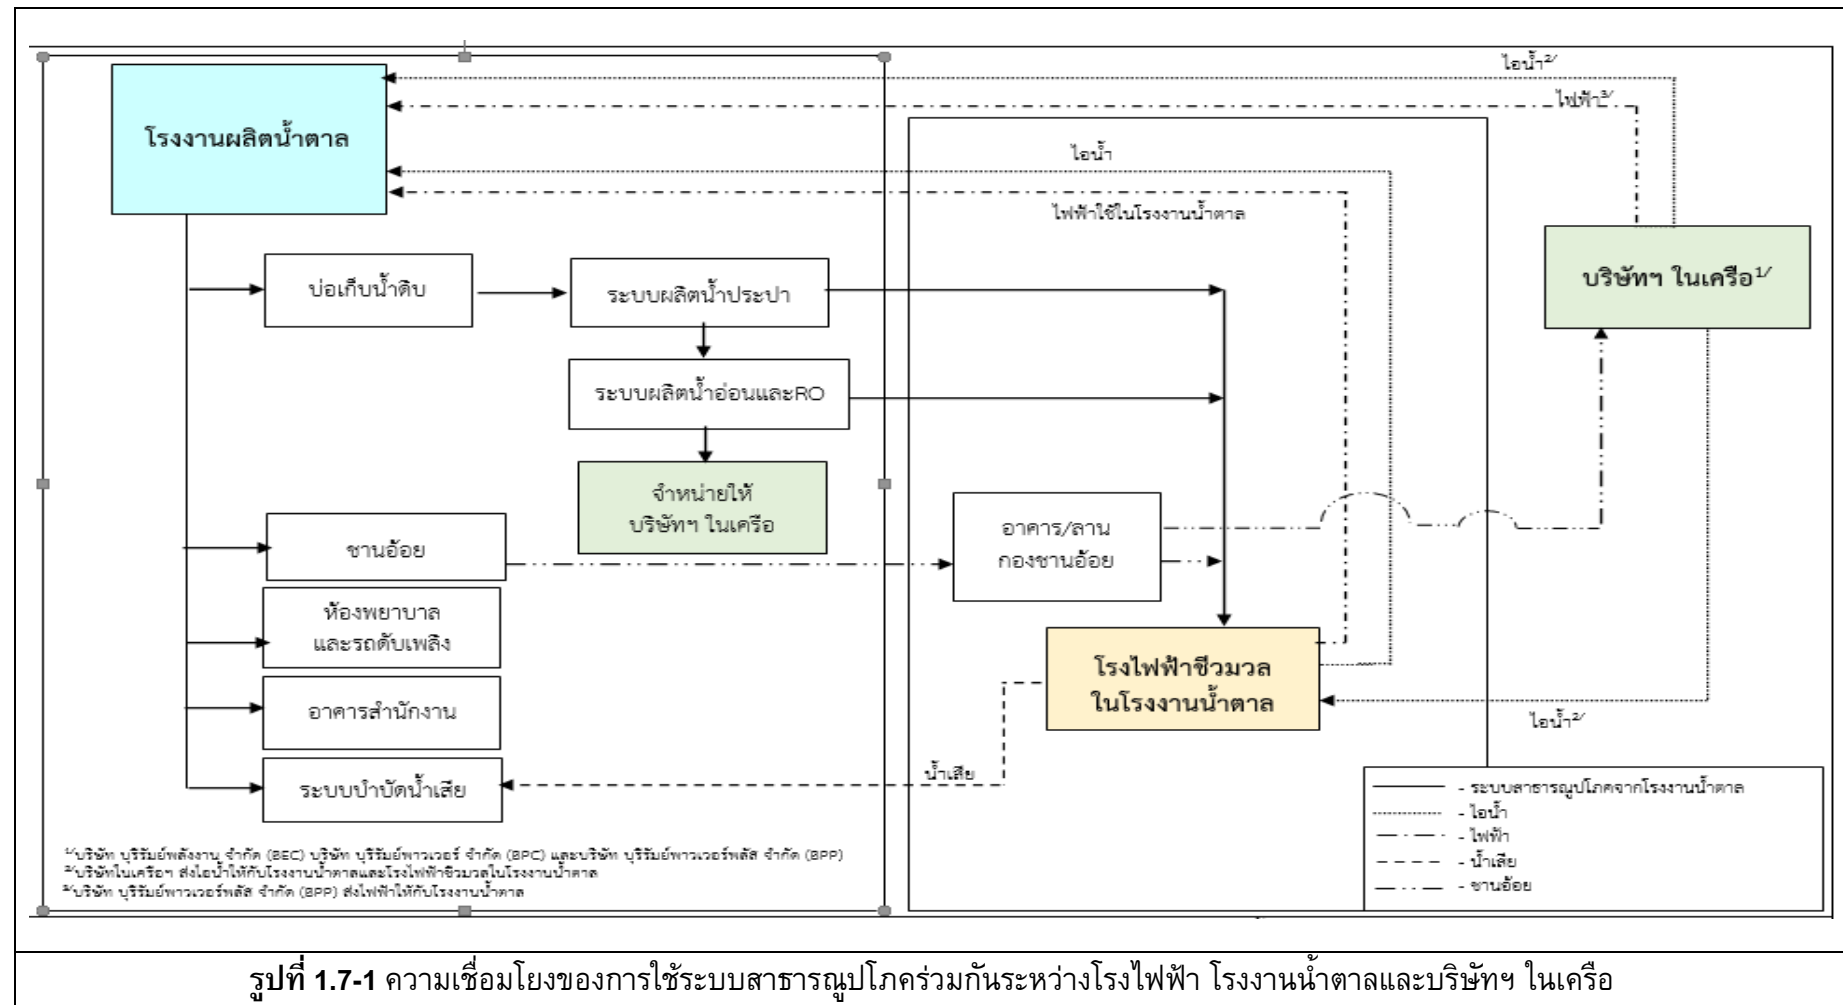 ไอน้ำ2/
ไฟฟ้า3/
โรงงานผลิตน้ำตาล
ไอน้ำ
ไฟฟ้าใช้ในโรงงานน้ำตาล
บริษัทฯ ในเครือ1/
บ่อเก็บน้ำดิบ
ระบบผลิตน้ำประปา
ระบบผลิตน้ำอ่อนและRO
จำหน่ายให้
บริษัทฯ ในเครือ
ชานอ้อย
อาคาร/ลาน
กองชานอ้อย
ห้องพยาบาล
และรถดับเพลิง
โรงไฟฟ้าชีวมวล
ในโรงงานน้ำตาล
อาคารสำนักงาน
ไอน้ำ2/
น้ำเสีย
ระบบบำบัดน้ำเสีย
- ระบบสาธารณูปโภคจากโรงงานน้ำตาล
- ไอน้ำ
- ไฟฟ้า
- น้ำเสีย
- ชานอ้อย
1/บริษัท บุรีรัมย์พลังงาน จำกัด (BEC) บริษัท บุรีรัมย์พาวเวอร์ จำกัด (BPC) และบริษัท บุรีรัมย์พาวเวอร์พลัส จำกัด (BPP)
2/บริษัทในเครือฯ ส่งไอน้ำให้กับโรงงานน้ำตาลและโรงไฟฟ้าชีวมวลในโรงงานน้ำตาล
3/บริษัท บุรีรัมย์พาวเวอร์พลัส จำกัด (BPP) ส่งไฟฟ้าให้กับโรงงานน้ำตาล
รูปที่ 1.7-1 ความเชื่อมโยงของการใช้ระบบสาธารณูปโภคร่วมกันระหว่างโรงไฟฟ้า โรงงานน้ำตาลและบริษัทฯ ในเครือ